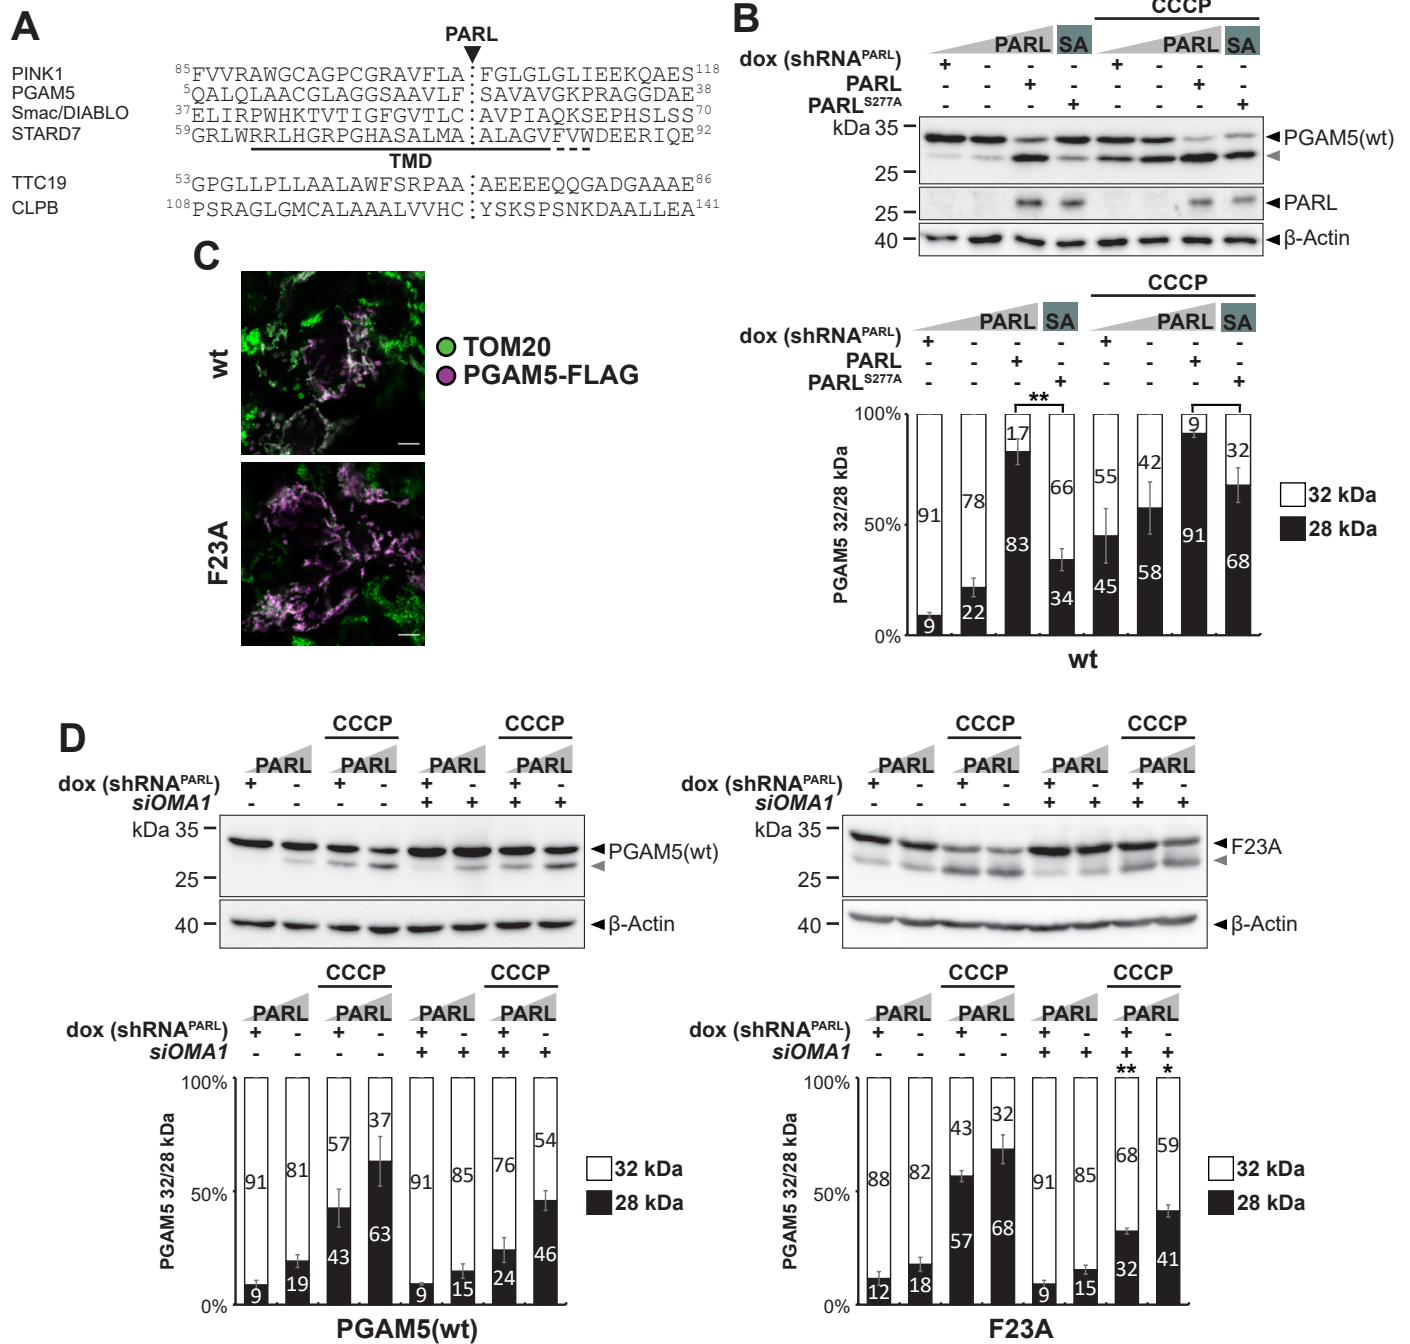 A
PARL
PINK1 85FVVRAWGCAGPCGRAVFLA FGLGLGLIEEKQAES118
PGAM5 5QALQLAACGLAGGSAAVLF SAVAVGKPRAGGDAE38
Smac/DIABLO 37ELIRPWHKTVTIGFGVTLC AVPIAQKSEPHSLSS70
STARD7 59GRLWRRLHGRPGHASALMA ALAGVFVWDEERIQE92
TMD
TTC19 53GPGLLPLLAALAWFSRPAA AEEEEQQGADGAAAE86
CLPB 108PSRAGLGMCALAAALVVHC YSKSPSNKDAALLEA141
B
CCCP
PARL SA PARL SA
dox (shRNAPARL) + - - - + - - -
PARL - - + - - - + -
PARLS277A - - - + - - - +
kDa 35
PGAM5(wt)
25
25 PARL
40 β-Actin
CCCP
PARL SA PARL SA
dox (shRNAPARL) + - - - + - - -
PARL - - + - - - + -
PARLS277A - - - + - - - +
**
PGAM5 32/28 kDa
100%
50%
0%
91 78 17 66 55 42 9 32
9 22 83 34 45 58 91 68
32 kDa
28 kDa
wt
C
wt
F23A
TOM20
PGAM5-FLAG
D
CCCP CCCP
PARL PARL PARL PARL
dox (shRNAPARL) + - + - + - + -
siOMA1 - - - - + + + +
kDa 35
PGAM5(wt)
25
40 β-Actin
CCCP CCCP
PARL PARL PARL PARL
dox (shRNAPARL) + - + - + - + -
siOMA1 - - - - + + + +
PGAM5 32/28 kDa
100%
50%
0%
91 81 57 37 91 85 76 54
9 19 43 63 9 15 24 46
32 kDa
28 kDa
PGAM5(wt)
CCCP CCCP
PARL PARL PARL PARL
dox (shRNAPARL) + - + - + - + -
siOMA1 - - - - + + + +
kDa 35
F23A
25
40 β-Actin
CCCP CCCP
PARL PARL PARL PARL
dox (shRNAPARL) + - + - + - + -
siOMA1 - - - - + + + +
** *
PGAM5 32/28 kDa
100%
50%
0%
88 82 43 32 91 85 68 59
12 18 57 68 9 15 32 41
32 kDa
28 kDa
F23A